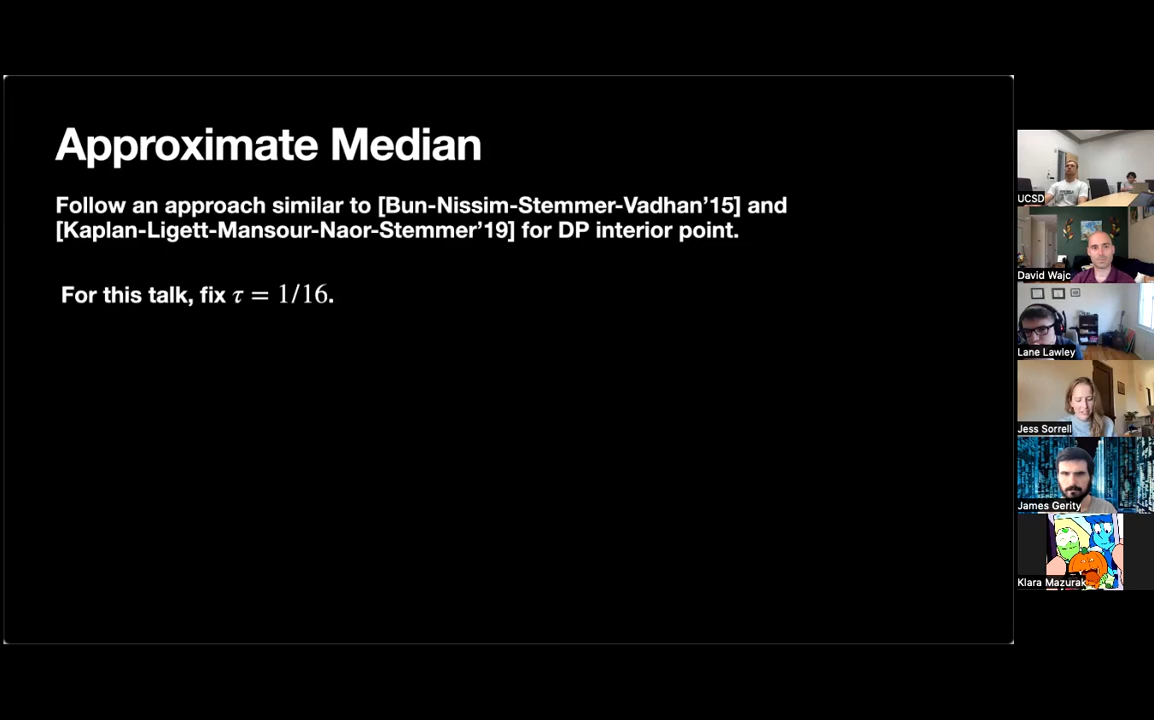 Approximate Median
Follow an approach similar to [Bun-Nissim-Stemmer-Vadhan’15] and
[Kaplan-Ligett-Mansour-Naor-Stemmer’19] for DP interior point.
For this talk, fix τ = 1/16.
UCSD
David Wajc
Lane Lawley
Jess Sorrell
James Gerity
Klara Mazurak